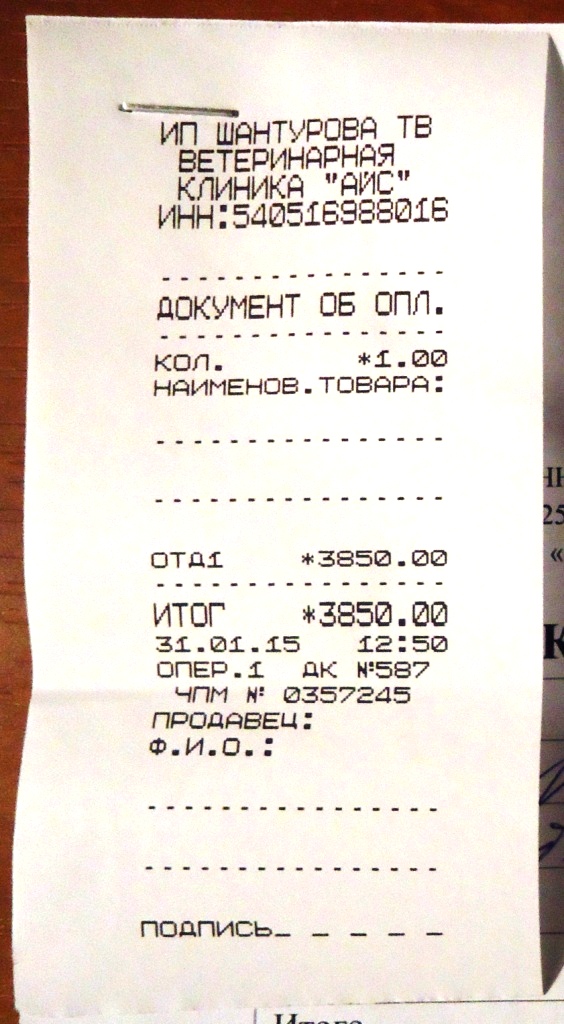 ИП ШАНТУРОВА ТВ
ВЕТЕРИНАРНАЯ
КЛИНИКА "АЙС"
ИНН:540516988016
ДОКУМЕНТ ОБ ОПЛ.
КОЛ. *1.00
НАИМЕНОВ.ТОВАРА:
ОТД1 *3850.00
ИТОГ *3850.00
31.01.15 12:50
ОПЕР.1 ДК №587
ЧПМ № 0357245
ПРОДАВЕЦ:
Ф.И.О.:
ПОДПИСЬ_ _ _ _ _ _